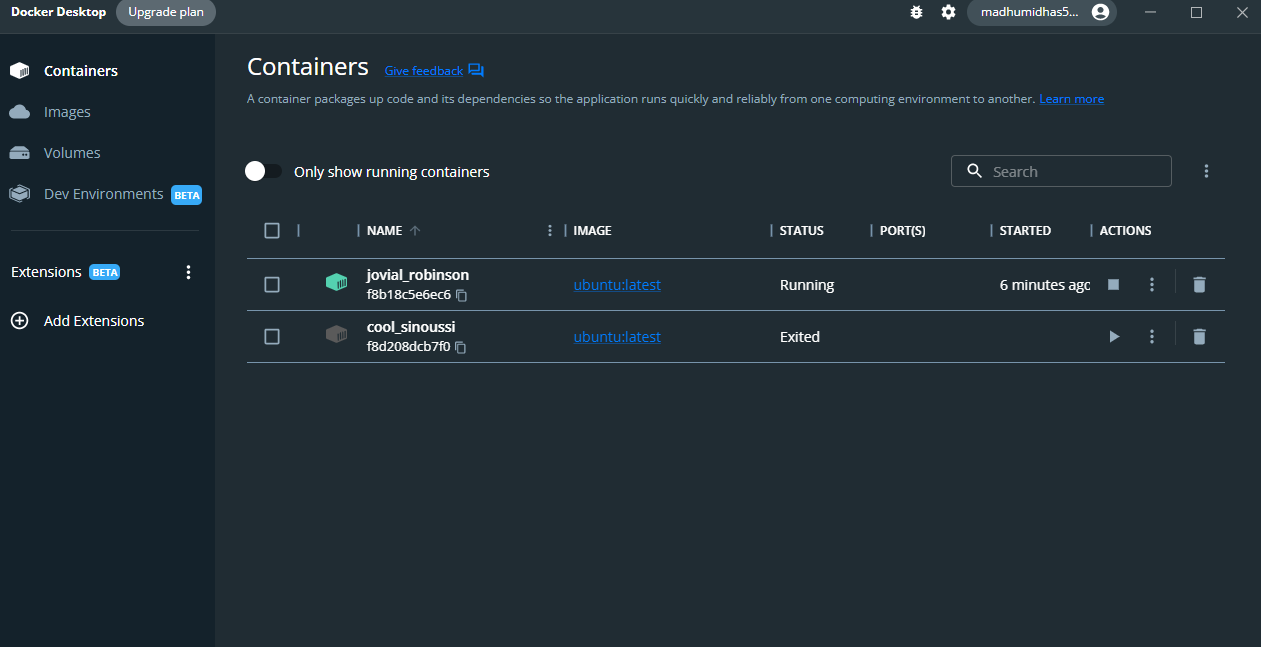 Docker Desktop Upgrade plan madhumidhas5...
Containers
Images
Volumes
Dev Environments BETA
Extensions BETA
Add Extensions
Containers Give feedback
A container packages up code and its dependencies so the application runs quickly and reliably from one computing environment to another. Learn more
Only show running containers Search
NAME IMAGE STATUS PORT(S) STARTED ACTIONS
jovial_robinson
f8b18c5e6ec6 ubuntu:latest Running 6 minutes ago
cool_sinoussi
f8d208dcb7f0 ubuntu:latest Exited